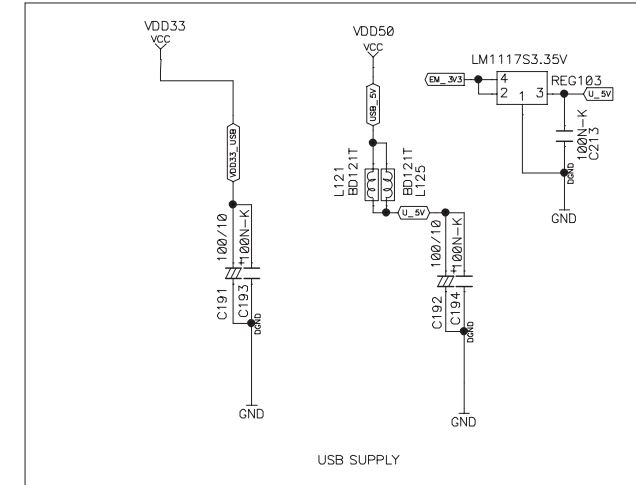 VDD33
VCC
VDD33_USB
100/10
+
100N-K
C191
C193
DGND
GND
VDD50
VCC
USB_5V
L121
BD121T
BD121T
L125
U_5V
100/10
+
100N-K
C192
C194
DGND
GND
LM1117S3.35V
REG103
EM_3V3
4
2
1
3
U_5V
100N-K
C213
DGND
GND
USB SUPPLY